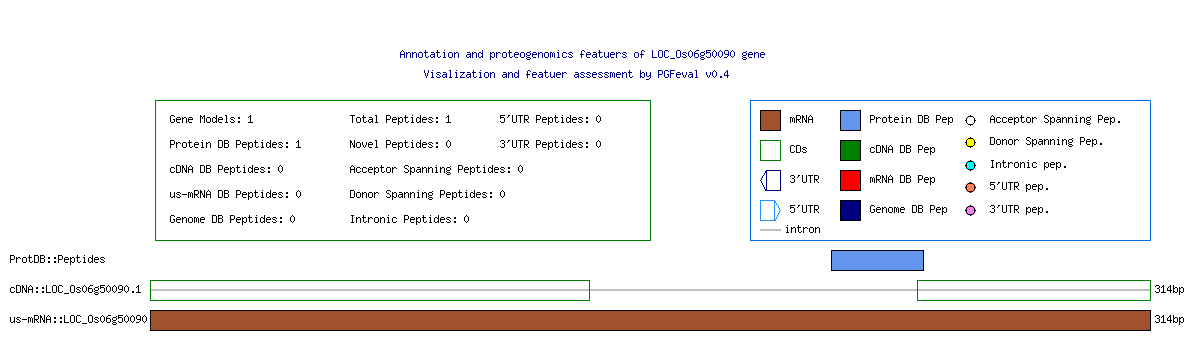 Annotation and proteogenomics featuers of LOC_Os06g50090 gene
Visalization and featuer assessment by PGFeval v0.4
Gene Models: 1 Total Peptides: 1 5'UTR Peptides: 0
Protein DB Peptides: 1 Novel Peptides: 0 3'UTR Peptides: 0
cDNA DB Peptides: 0 Acceptor Spanning Peptides: 0
us-mRNA DB Peptides: 0 Donor Spanning Peptides: 0
Genome DB Peptides: 0 Intronic Peptides: 0
mRNA Protein DB Pep Acceptor Spanning Pep.
CDs cDNA DB Pep Donor Spanning Pep.
3'UTR mRNA DB Pep Intronic pep.
5'UTR Genome DB Pep 5'UTR pep.
intron 3'UTR pep.
ProtDB::Peptides
cDNA::LOC_Os06g50090.1 314bp
us-mRNA::LOC_Os06g50090 314bp